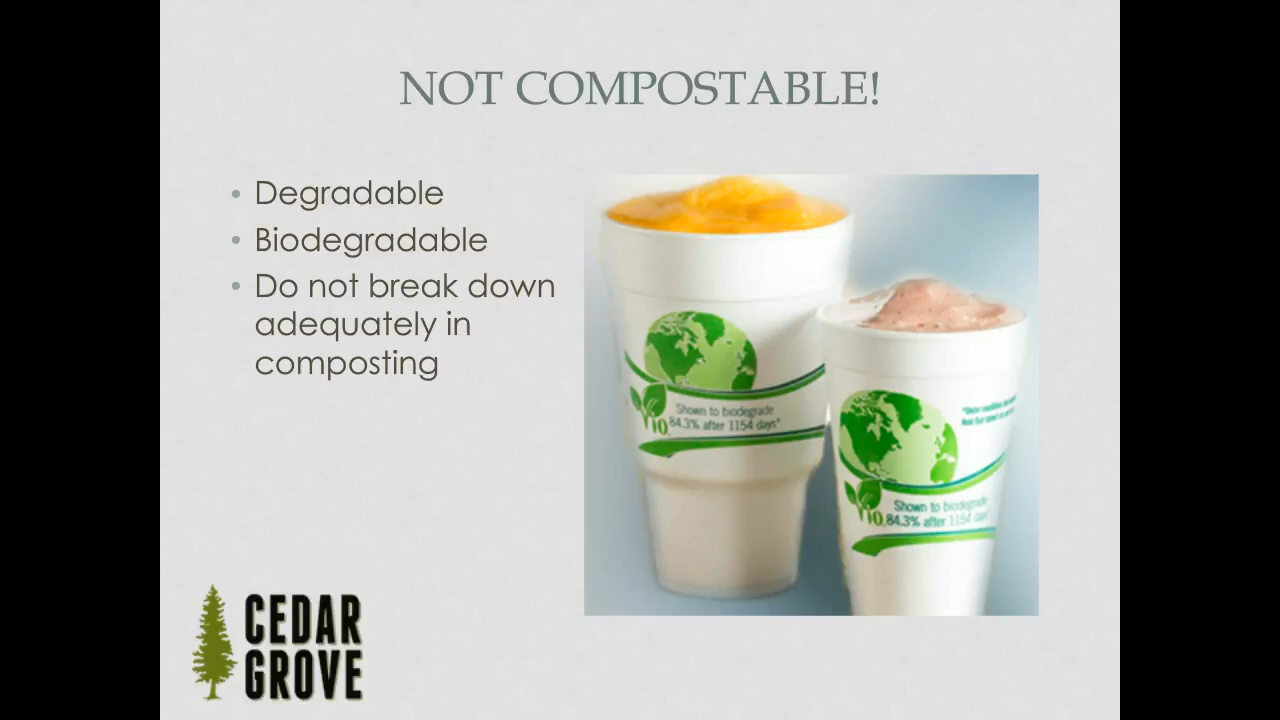 NOT COMPOSTABLE!
• Degradable
• Biodegradable
• Do not break down
adequately in
composting
Shown to biodegrade
84.3% after 1154 days*
Shown to biodegrade
84.3% after 1154 days
CEDAR
GROVE